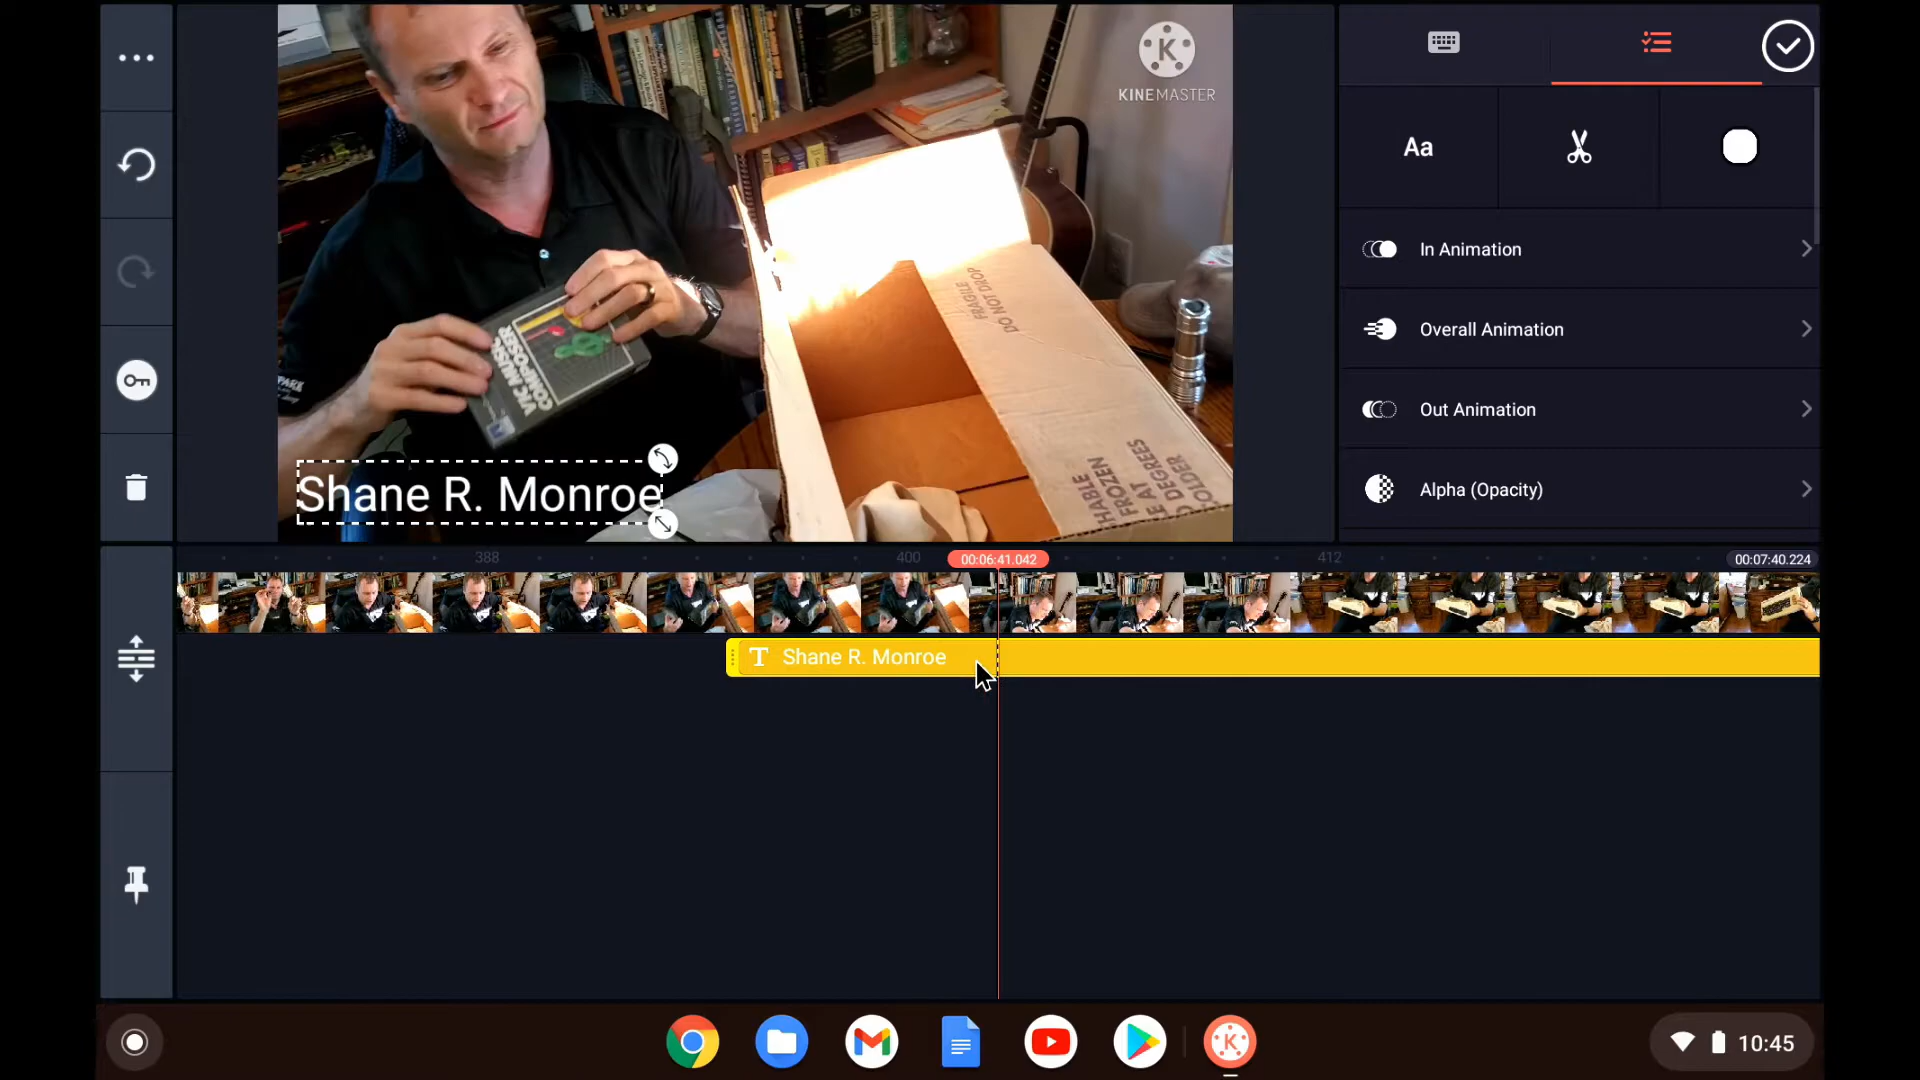 KINEMASTER
Aa
In Animation
FRAGILE
DO NOT DROP
Overall Animation
VIC MUSIC
COMPOSER
Out Animation
FROZEN
DEGREES
Alpha (Opacity)
Shane R. Monroe
388
400
00:06:41.042
412
00:07:40.224
T Shane R. Monroe
10:45